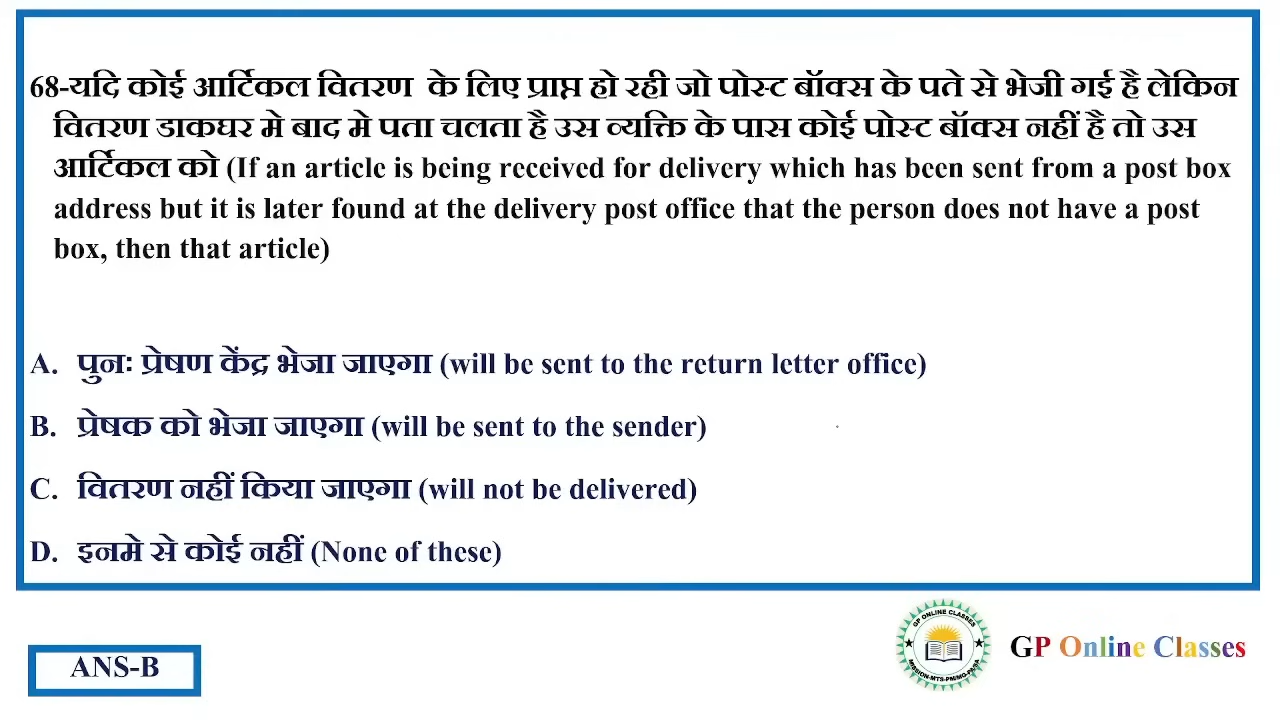 68-यदि कोई आर्टिकल वितरण के लिए प्राप्त हो रही जो पोस्ट बॉक्स के पते से भेजी गई है लेकिन
वितरण डाकघर मे बाद मे पता चलता है उस व्यक्ति के पास कोई पोस्ट बॉक्स नहीं है तो उस
आर्टिकल को (If an article is being received for delivery which has been sent from a post box
address but it is later found at the delivery post office that the person does not have a post
box, then that article)
A. पुनः प्रेषण केंद्र भेजा जाएगा (will be sent to the return letter office)
B. प्रेषक को भेजा जाएगा (will be sent to the sender)
C. वितरण नहीं किया जाएगा (will not be delivered)
D. इनमे से कोई नहीं (None of these)
ANS-B
GP ONLINE CLASSES
GP Online Classes